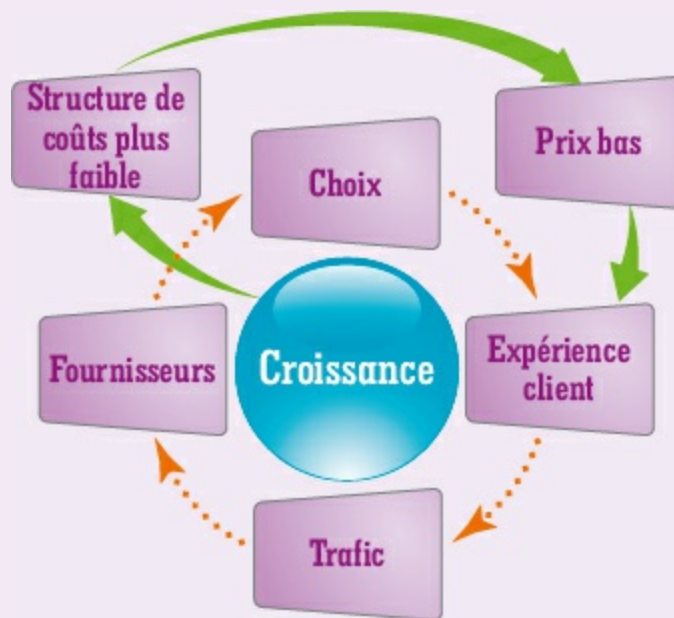 Structure de
coûts plus
faible
Prix bas
Choix
Fournisseurs
Croissance
Expérience
client
Trafic